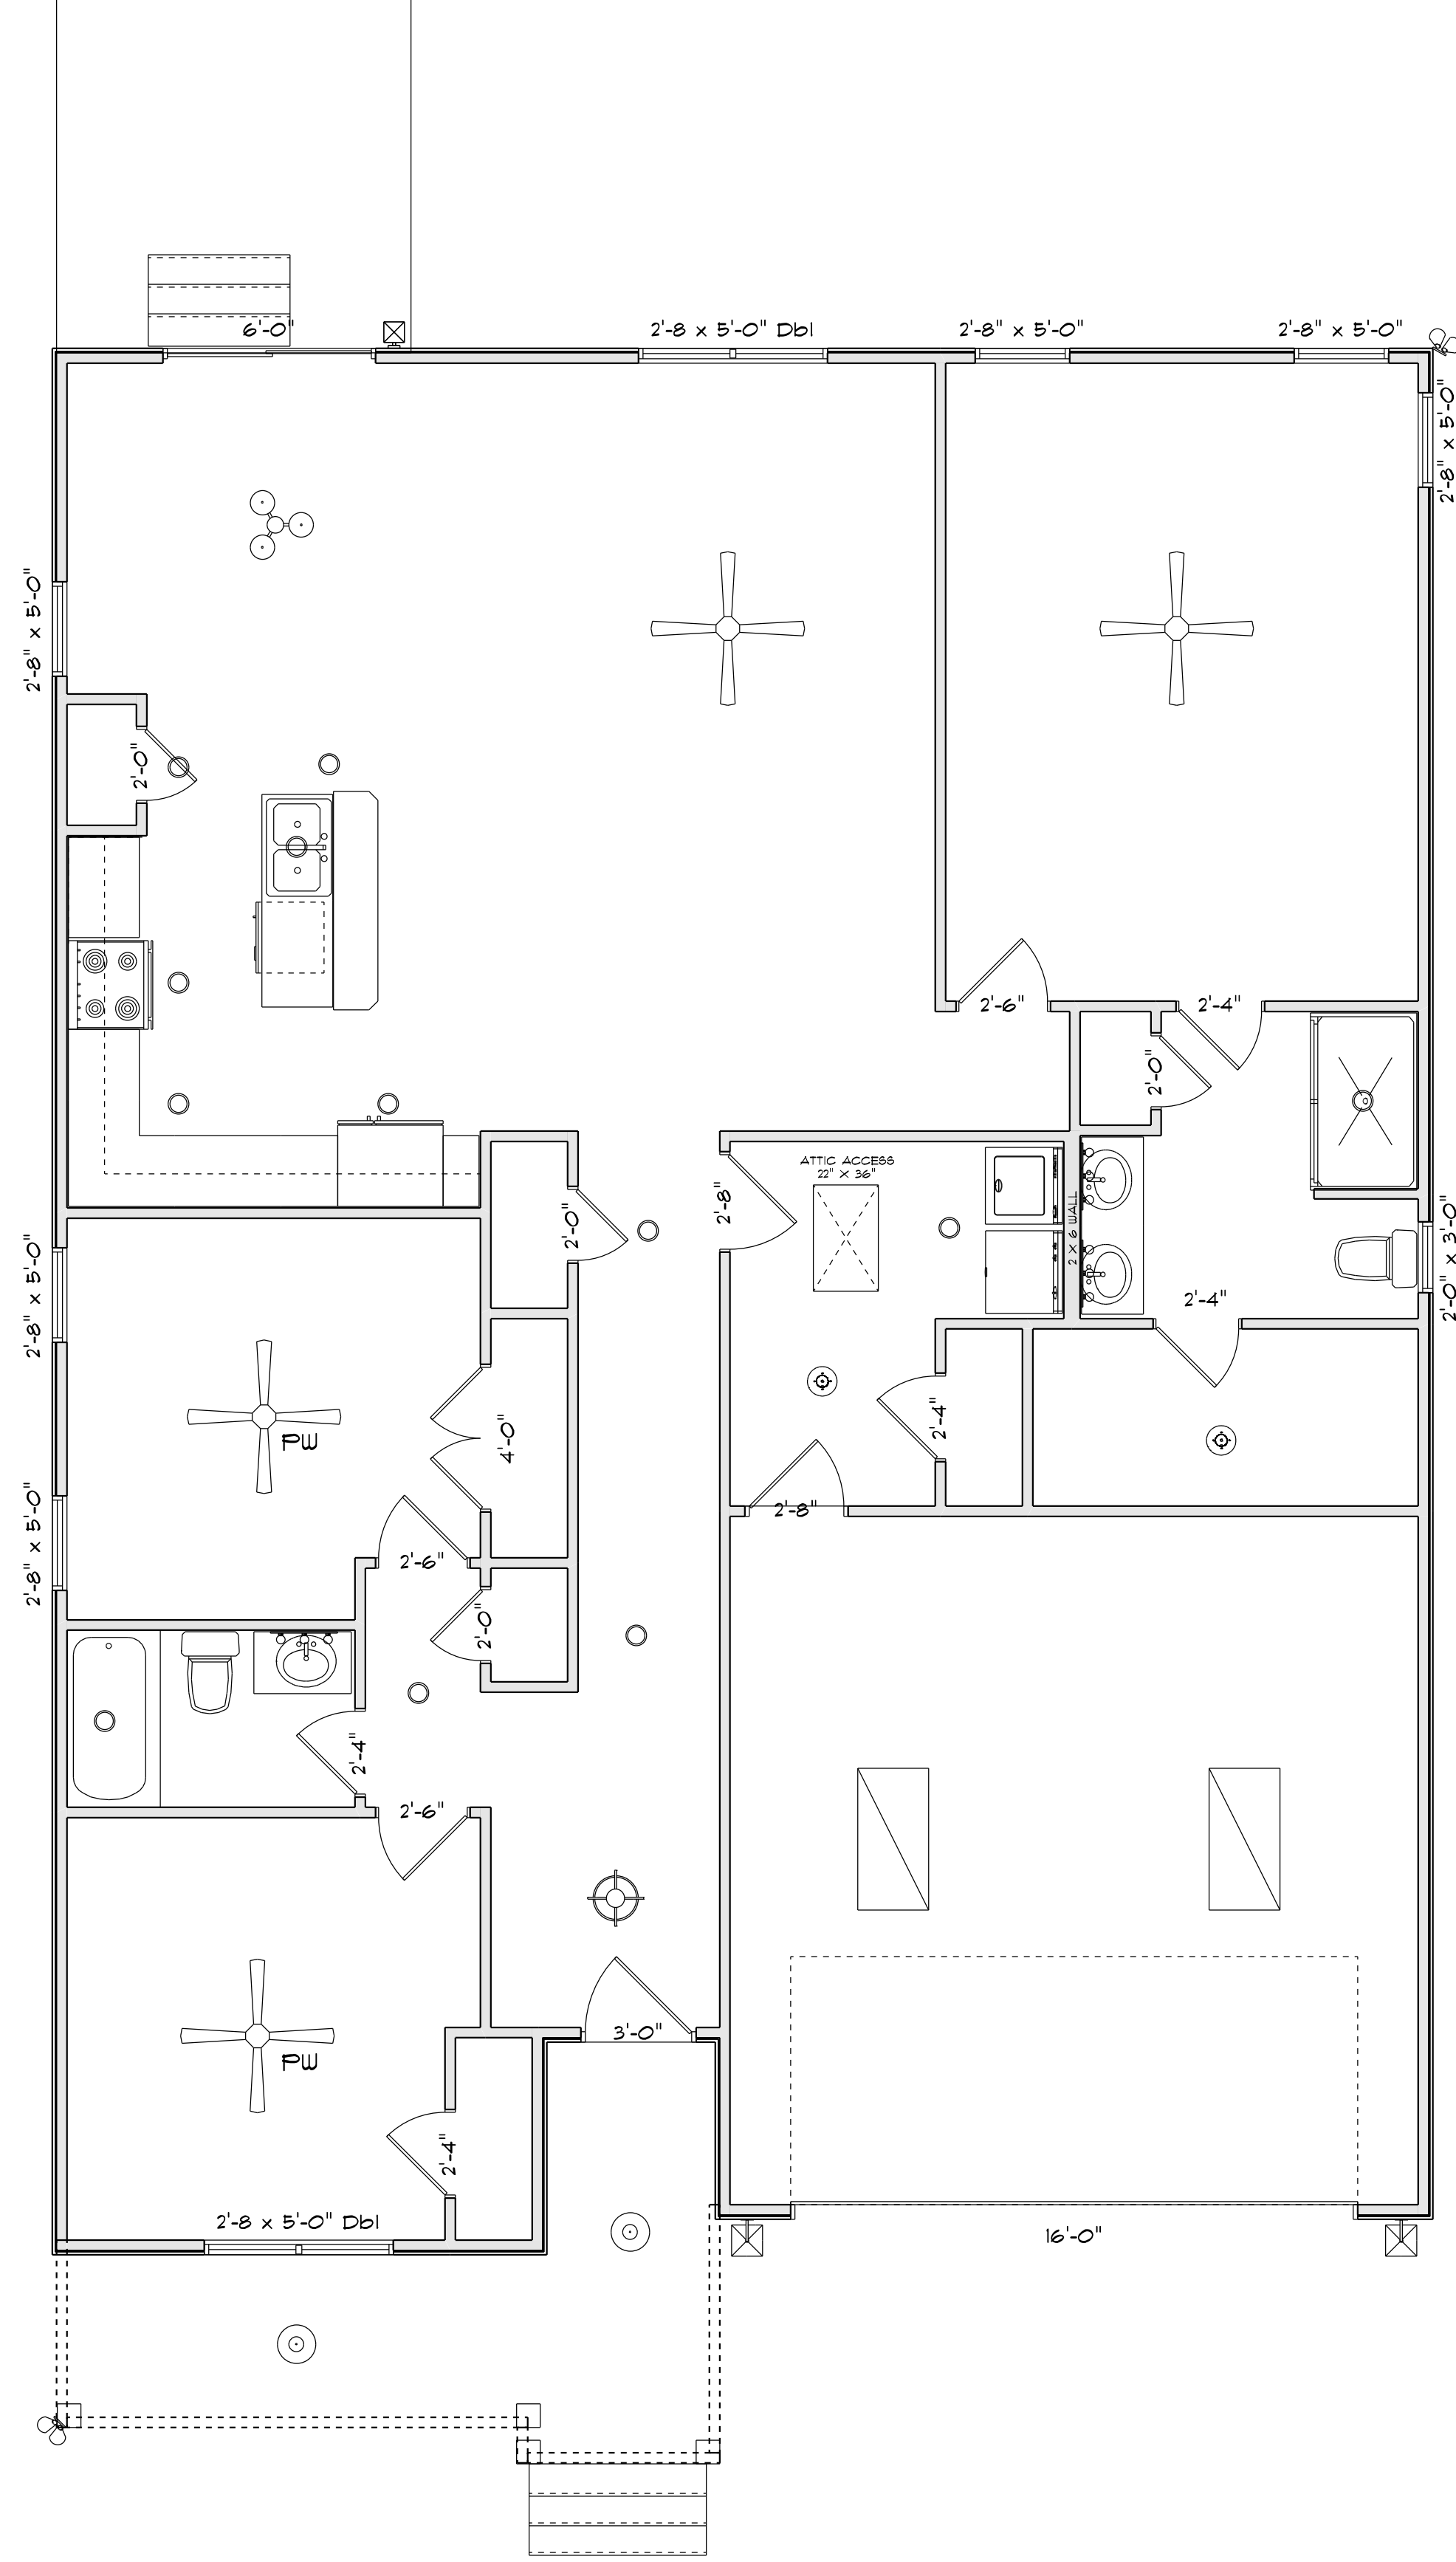 6'-0"
2'-8 x 5'-0" Dbl
2'-8" x 5'-0"
2'-8" x 5'-0"
2'-8" x 5'-0"
2'-8" x 5'-0"
2'-0"
2'-6"
2'-4"
2'-0"
ATTIC ACCESS
22" X 36"
2'-8"
2'-0"
2 X 6 WALL
2'-0" x 3'-0"
2'-8" x 5'-0"
2'-4"
4'-0"
2'-4"
PW
2'-8"
2'-8" x 5'-0"
2'-6"
2'-0"
2'-4"
2'-6"
3'-0"
PW
2'-4"
2'-8 x 5'-0" Dbl
16'-0"